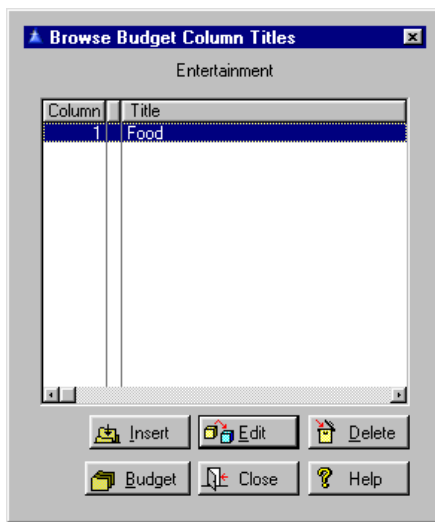 Browse Budget Column Titles
Entertainment
Column Title
1 Food
Insert Edit Delete
Budget Close Help